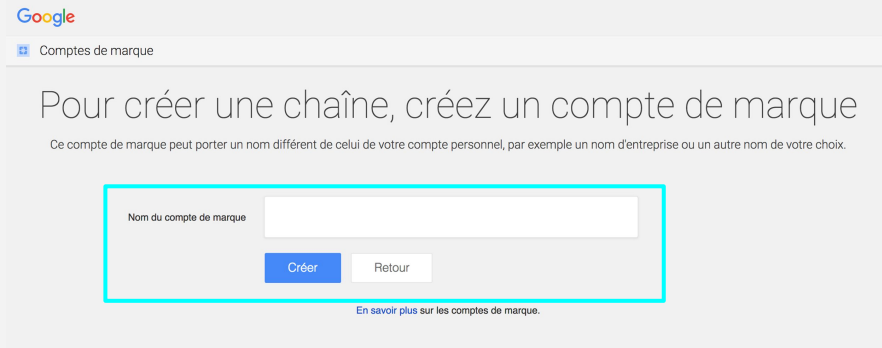 Google
Comptes de marque
Pour créer une chaîne, créez un compte de marque
Ce compte de marque peut porter un nom différent de celui de votre compte personnel, par exemple un nom d'entreprise ou un autre nom de votre choix.
Nom du compte de marque
Créer Retour
En savoir plus sur les comptes de marque.